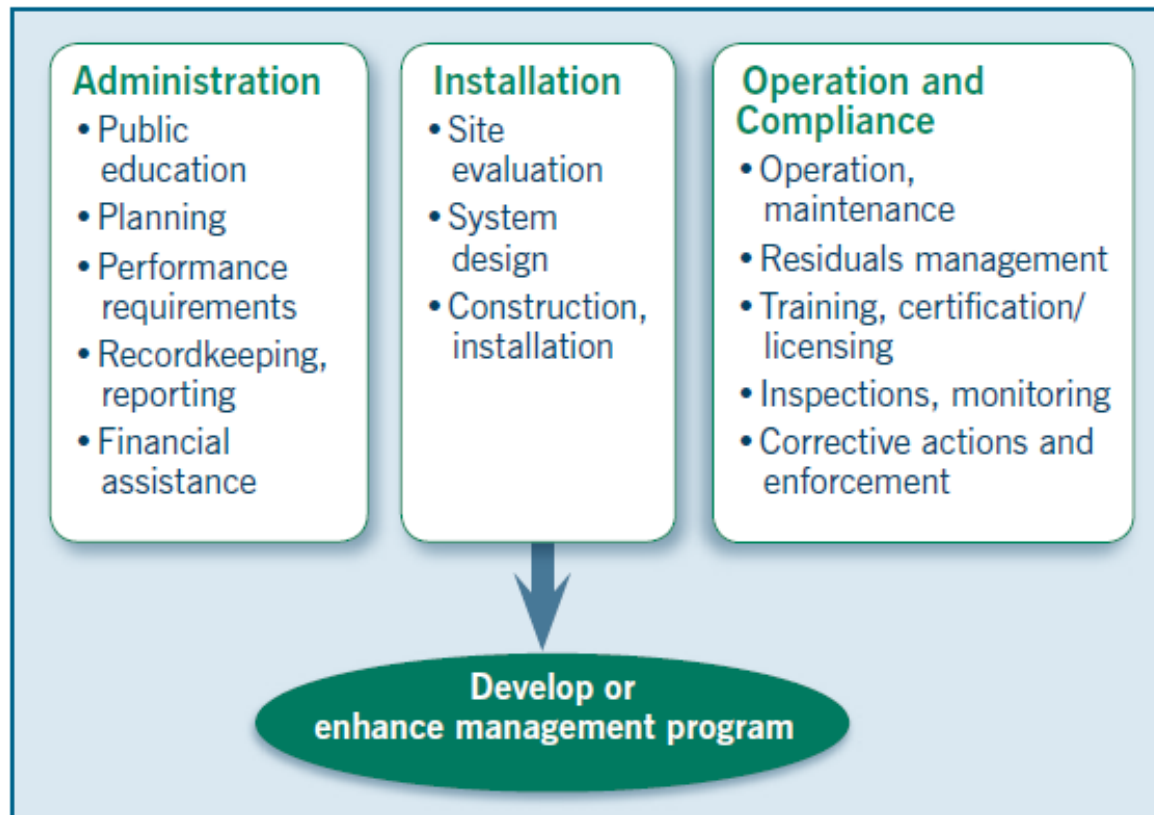 Administration
• Public
education
• Planning
• Performance
requirements
• Recordkeeping,
reporting
• Financial
assistance
Installation
• Site
evaluation
• System
design
• Construction,
installation
Operation and
Compliance
• Operation,
maintenance
• Residuals management
• Training, certification/
licensing
• Inspections, monitoring
• Corrective actions and
enforcement
Develop or
enhance management program